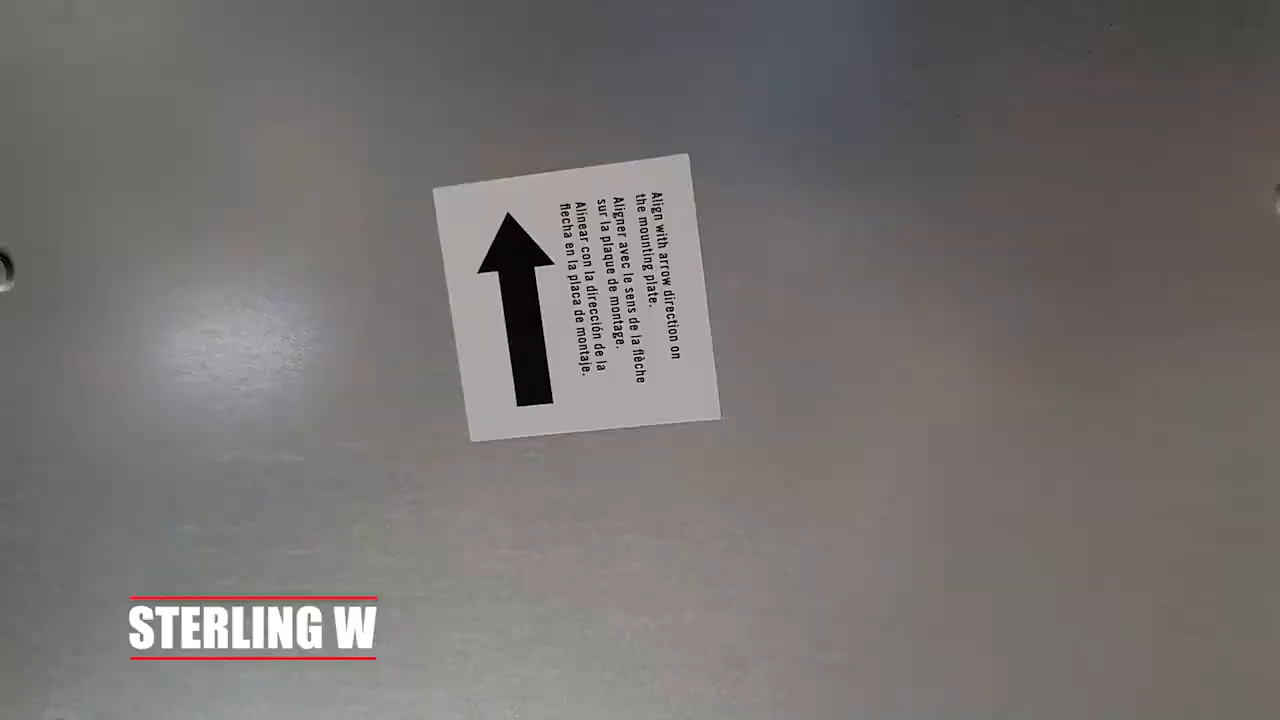 Align with arrow direction on
the mounting plate.
Aligner avec le sens de la flèche
sur la plaque de montage.
Alinear con la dirección de la
flecha en la placa de montaje.
STERLING W